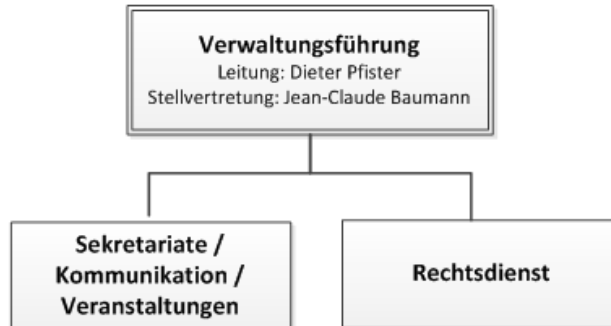 Verwaltungsführung
Leitung: Dieter Pfister
Stellvertretung: Jean-Claude Baumann
Sekretariate /
Kommunikation /
Veranstaltungen
Rechtsdienst